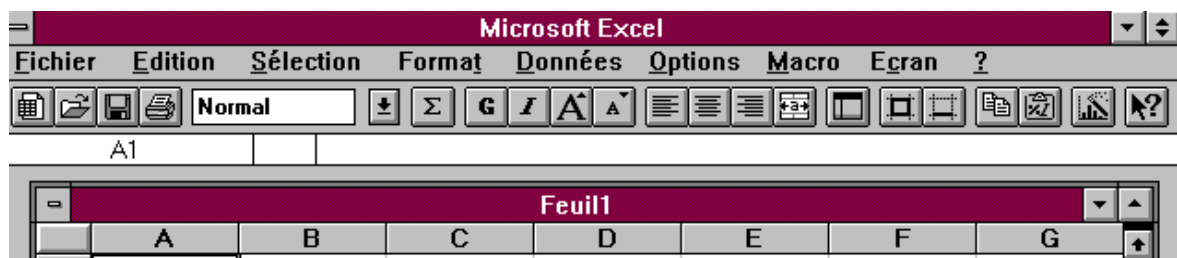 Microsoft Excel
Fichier Edition Sélection Format Données Options Macro Ecran ?
Normal Σ G I A A a ?
A1
Feuil1
A B C D E F G